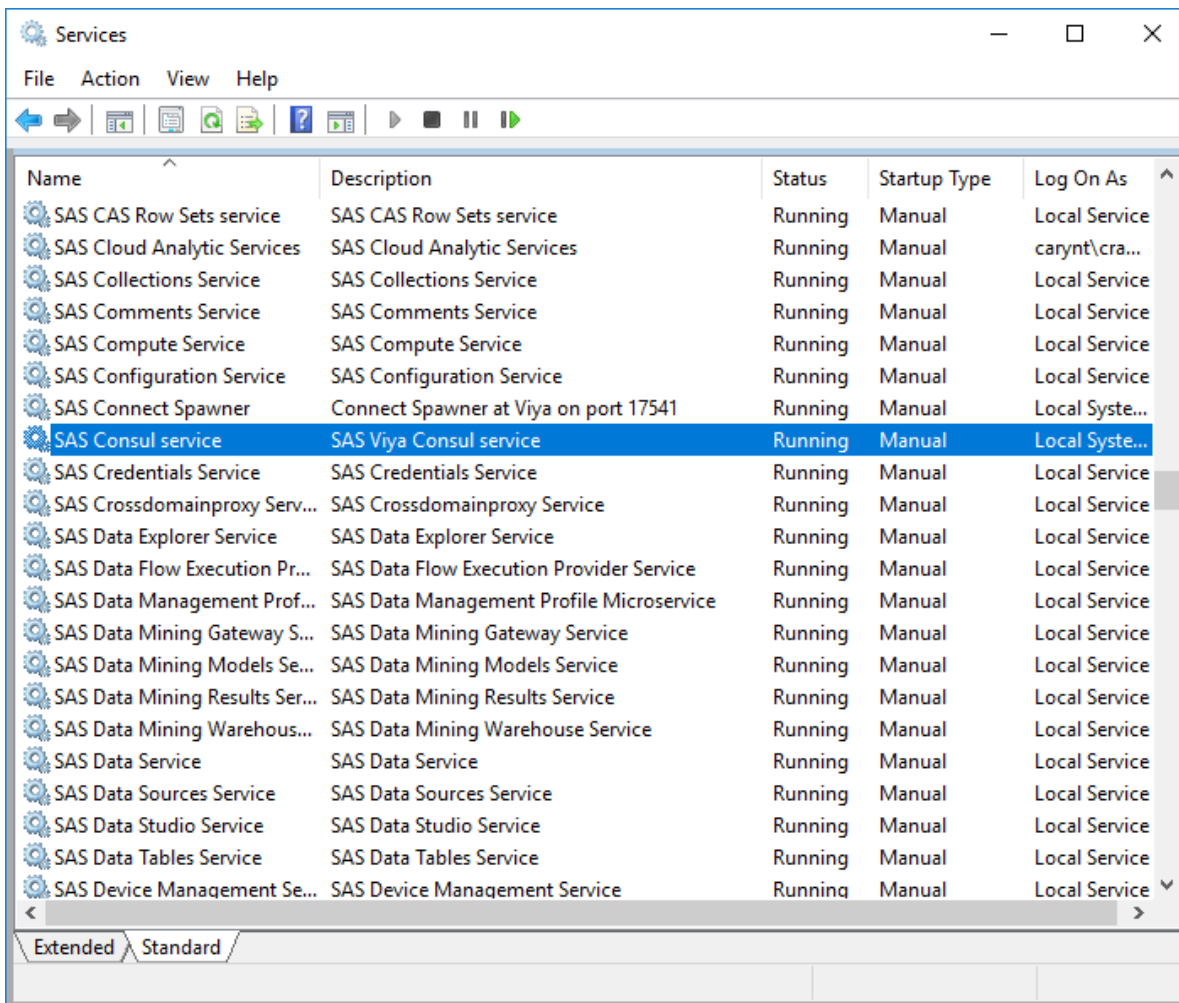 Services
File Action View Help
Name Description Status Startup Type Log On As
SAS CAS Row Sets service SAS CAS Row Sets service Running Manual Local Service
SAS Cloud Analytic Services SAS Cloud Analytic Services Running Manual carynt\cra...
SAS Collections Service SAS Collections Service Running Manual Local Service
SAS Comments Service SAS Comments Service Running Manual Local Service
SAS Compute Service SAS Compute Service Running Manual Local Service
SAS Configuration Service SAS Configuration Service Running Manual Local Service
SAS Connect Spawner Connect Spawner at Viya on port 17541 Running Manual Local Syste...
SAS Consul service SAS Viya Consul service Running Manual Local Syste...
SAS Credentials Service SAS Credentials Service Running Manual Local Service
SAS Crossdomainproxy Serv... SAS Crossdomainproxy Service Running Manual Local Service
SAS Data Explorer Service SAS Data Explorer Service Running Manual Local Service
SAS Data Flow Execution Pr... SAS Data Flow Execution Provider Service Running Manual Local Service
SAS Data Management Prof... SAS Data Management Profile Microservice Running Manual Local Service
SAS Data Mining Gateway S... SAS Data Mining Gateway Service Running Manual Local Service
SAS Data Mining Models Se... SAS Data Mining Models Service Running Manual Local Service
SAS Data Mining Results Ser... SAS Data Mining Results Service Running Manual Local Service
SAS Data Mining Warehous... SAS Data Mining Warehouse Service Running Manual Local Service
SAS Data Service SAS Data Service Running Manual Local Service
SAS Data Sources Service SAS Data Sources Service Running Manual Local Service
SAS Data Studio Service SAS Data Studio Service Running Manual Local Service
SAS Data Tables Service SAS Data Tables Service Running Manual Local Service
SAS Device Management Se... SAS Device Management Service Running Manual Local Service
Extended Standard